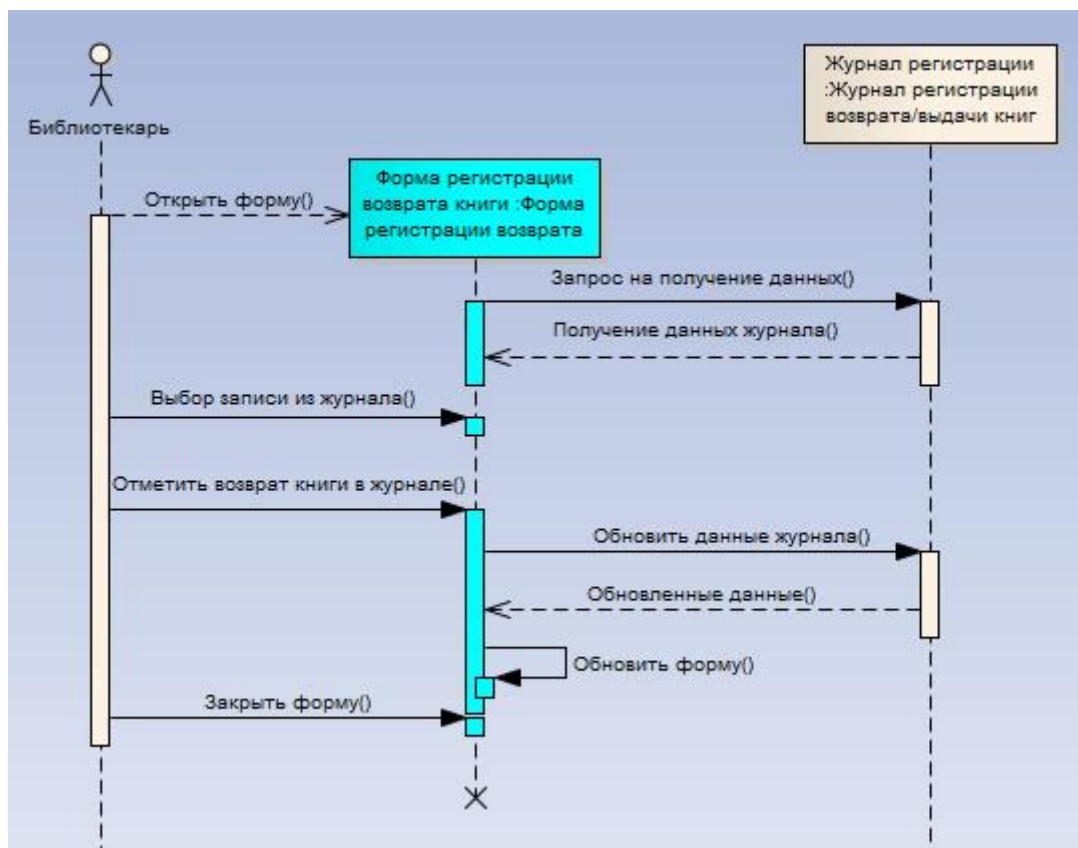 Журнал регистрации
:Журнал регистрации
возврата/выдачи книг
Библиотекарь
Форма регистрации
возврата книги :Форма
регистрации возврата
Открыть форму()
Запрос на получение данных()
Получение данных журнала()
Выбор записи из журнала()
Отметить возврат книги в журнале()
Обновить данные журнала()
Обновленные данные()
Обновить форму()
Закрыть форму()